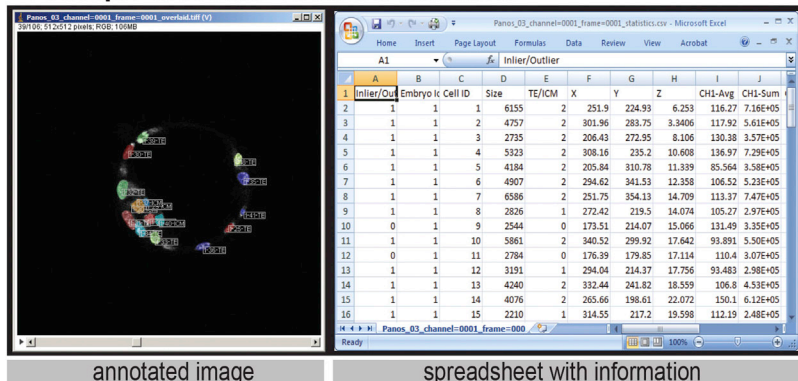 Panos_03_channel=0001_frame=0001_overlaid.tiff (V)
39/106; 512x512 pixels; RGB; 106MB
Panos_03_channel=0001_frame=0001_statistics.csv - Microsoft Excel
Home Insert Page Layout Formulas Data Review View Acrobat
A1 fx Inlier/Outlier
A B C D E F G H I J
1 Inlier/Out Embryo Ic Cell ID Size TE/ICM X Y Z CH1-Avg CH1-Sum
2 1 1 1 6155 2 251.9 224.93 6.253 116.27 7.16E+05
3 1 1 2 4757 2 301.96 283.75 3.3406 117.92 5.61E+05
4 1 1 3 2735 2 206.43 272.95 8.106 130.38 3.57E+05
5 1 1 4 5323 2 308.16 235.2 10.608 136.97 7.29E+05
6 1 1 5 4184 2 205.84 310.78 11.339 85.564 3.58E+05
7 1 1 6 4907 2 294.62 341.53 12.358 106.52 5.23E+05
8 1 1 7 6586 2 251.75 354.13 14.709 113.37 7.47E+05
9 1 1 8 2826 1 272.42 219.5 14.074 105.27 2.97E+05
10 0 1 9 2544 0 173.51 214.07 15.066 131.49 3.35E+05
11 1 1 10 5861 2 340.52 299.92 17.642 93.891 5.50E+05
12 0 1 11 2784 0 176.39 179.85 17.114 110.4 3.07E+05
13 1 1 12 3191 1 294.04 214.37 17.756 93.483 2.98E+05
14 1 1 13 4240 2 332.44 241.82 18.559 106.8 4.53E+05
15 1 1 14 4076 2 265.66 198.61 22.072 150.1 6.12E+05
16 1 1 15 2210 1 314.55 217.2 19.598 112.19 2.48E+05
Panos_03_channel=0001_frame=000
Ready 100%
annotated image
spreadsheet with information